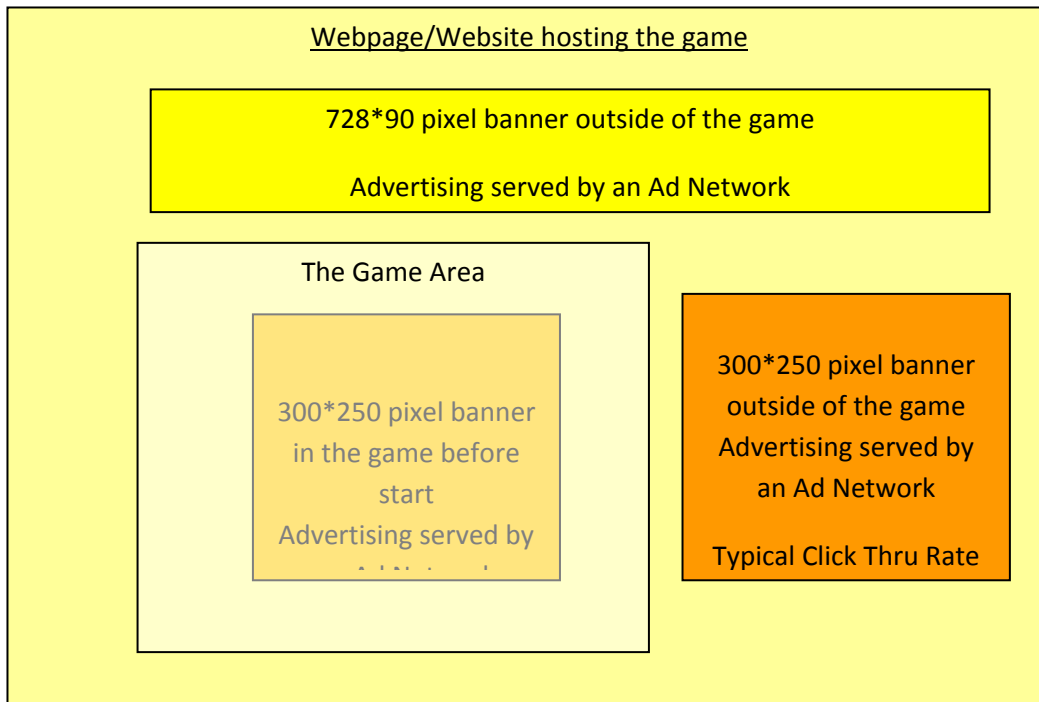 Webpage/Website hosting the game
728*90 pixel banner outside of the game
Advertising served by an Ad Network
The Game Area
300*250 pixel banner
in the game before
start
Advertising served by
Ad
300*250 pixel banner
outside of the game
Advertising served by
an Ad Network
Typical Click Thru Rate